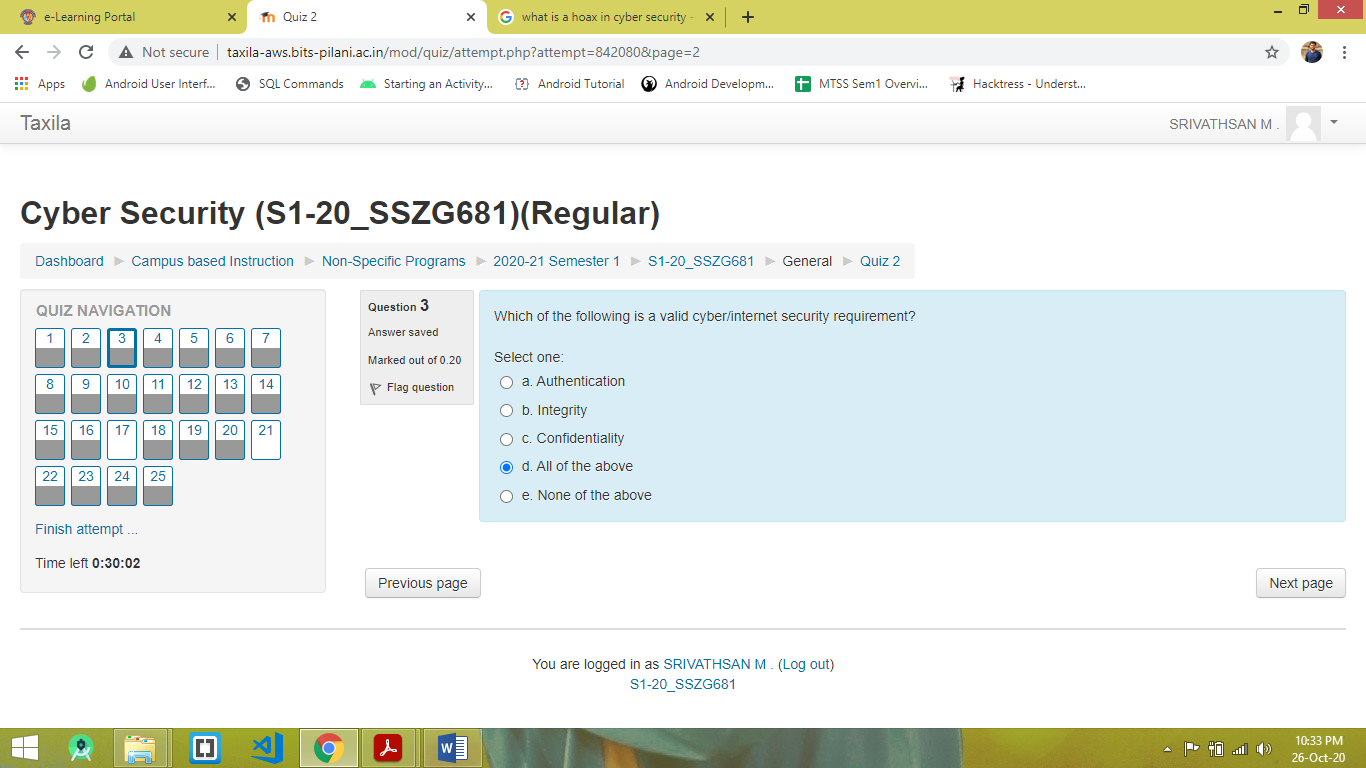 e-Learning Portal
Quiz 2
what is a hoax in cyber security -
Not secure
taxila-aws.bits-pilani.ac.in/mod/quiz/attempt.php?attempt=842080&page=2
Apps
Android User Interf...
SQL Commands
Starting an Activity...
Android Tutorial
Android Developm...
MTSS Sem1 Overvi...
Hacktress - Underst...
Taxila
SRIVATHSAN M .
Cyber Security (S1-20_SSZG681)(Regular)
Dashboard ► Campus based Instruction ► Non-Specific Programs ► 2020-21 Semester 1 ► S1-20_SSZG681 ► General ► Quiz 2
QUIZ NAVIGATION
1 2 3 4 5 6 7
8 9 10 11 12 13 14
15 16 17 18 19 20 21
22 23 24 25
Finish attempt ...
Time left 0:30:02
Question 3
Answer saved
Marked out of 0.20
Flag question
Which of the following is a valid cyber/internet security requirement?
Select one:
a. Authentication
b. Integrity
c. Confidentiality
d. All of the above
e. None of the above
Previous page
Next page
You are logged in as SRIVATHSAN M . (Log out)
S1-20_SSZG681
10:33 PM
26-Oct-20